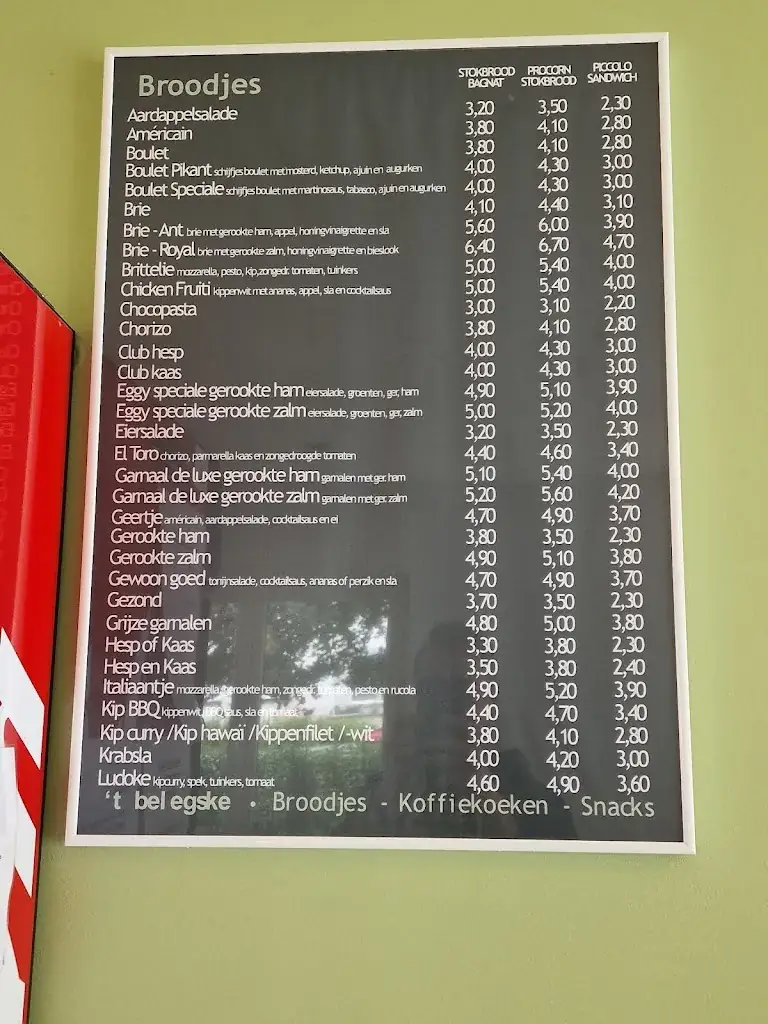 Broodjes STOKBROOD BAGNAT PROCORN STOKBROOD PICCOLO SANDWICH
Aardappelsalade 3,20 3,50 2,30
Américain 3,80 4,10 2,80
Boulet 3,80 4,10 2,80
Boulet Pikant schijfjes boulet met mosterd, ketchup, ajuin en augurken 4,00 4,30 3,00
Boulet Speciale schijfjes boulet met martinosaus, tabasco, ajuin en augurken 4,00 4,30 3,00
Brie 4,10 4,40 3,10
Brie - Ant brie met gerookte ham, appel, honingvinaigrette en sla 5,60 6,00 3,90
Brie - Royal brie met gerookte zalm, honingvinaigrette en bieslook 6,40 6,70 4,70
Brittelie mozzarella, pesto, kip,zongedr. tomaten, tuinkers 5,00 5,40 4,00
Chicken Fruiti kippenwit met ananas, appel, sla en cocktailsaus 5,00 5,40 4,00
Chocopasta 3,00 3,10 2,20
Chorizo 3,80 4,10 2,80
Club hesp 4,00 4,30 3,00
Club kaas 4,00 4,30 3,00
Eggy speciale gerookte ham eiersalade, groenten, ger, ham 4,90 5,10 3,90
Eggy speciale gerookte zalm eiersalade, groenten, ger, zalm 5,00 5,20 4,00
Eiersalade 3,20 3,50 2,30
El Toro chorizo, parmarella kaas en zongedroogde tomaten 4,40 4,60 3,40
Garnaal de luxe gerookte ham garnalen met ger. ham 5,10 5,40 4,00
Garnaal de luxe gerookte zalm garnalen met ger. zalm 5,20 5,60 4,20
Geertje américain, aardappelsalade, cocktailsaus en ei 4,70 4,90 3,70
Gerookte ham 3,80 3,50 2,30
Gerookte zalm 4,90 5,10 3,80
Gewoon goed tonijnsalade, cocktailsaus, ananas of perzik en sla 4,70 4,90 3,70
Gezond 3,70 3,50 2,30
Grijze garnalen 4,80 5,00 3,80
Hesp of Kaas 3,30 3,80 2,30
Hesp en Kaas 3,50 3,80 2,40
Italiaantje mozzarella, gerookte ham, zongedr. tomaten, pesto en rucola 4,90 5,20 3,90
Kip BBQ kippenwit, BBQ saus, sla en tomaat 4,40 4,70 3,40
Kip curry /Kip hawaï /Kippenfilet /-wit 3,80 4,10 2,80
Krabsla 4,00 4,20 3,00
Ludoke kipcurry, spek, tuinkers, tomaat 4,60 4,90 3,60
't belegske • Broodjes - Koffiekoeken - Snacks